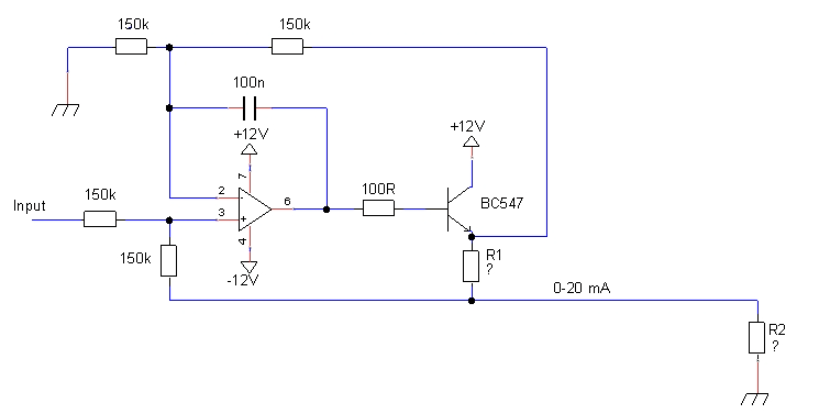 150k
150k
100n
+12V
+12V
7
Input
150k
2
-
3
+
6
100R
BC547
4
150k
-12V
R1
?
0-20 mA
R2
?